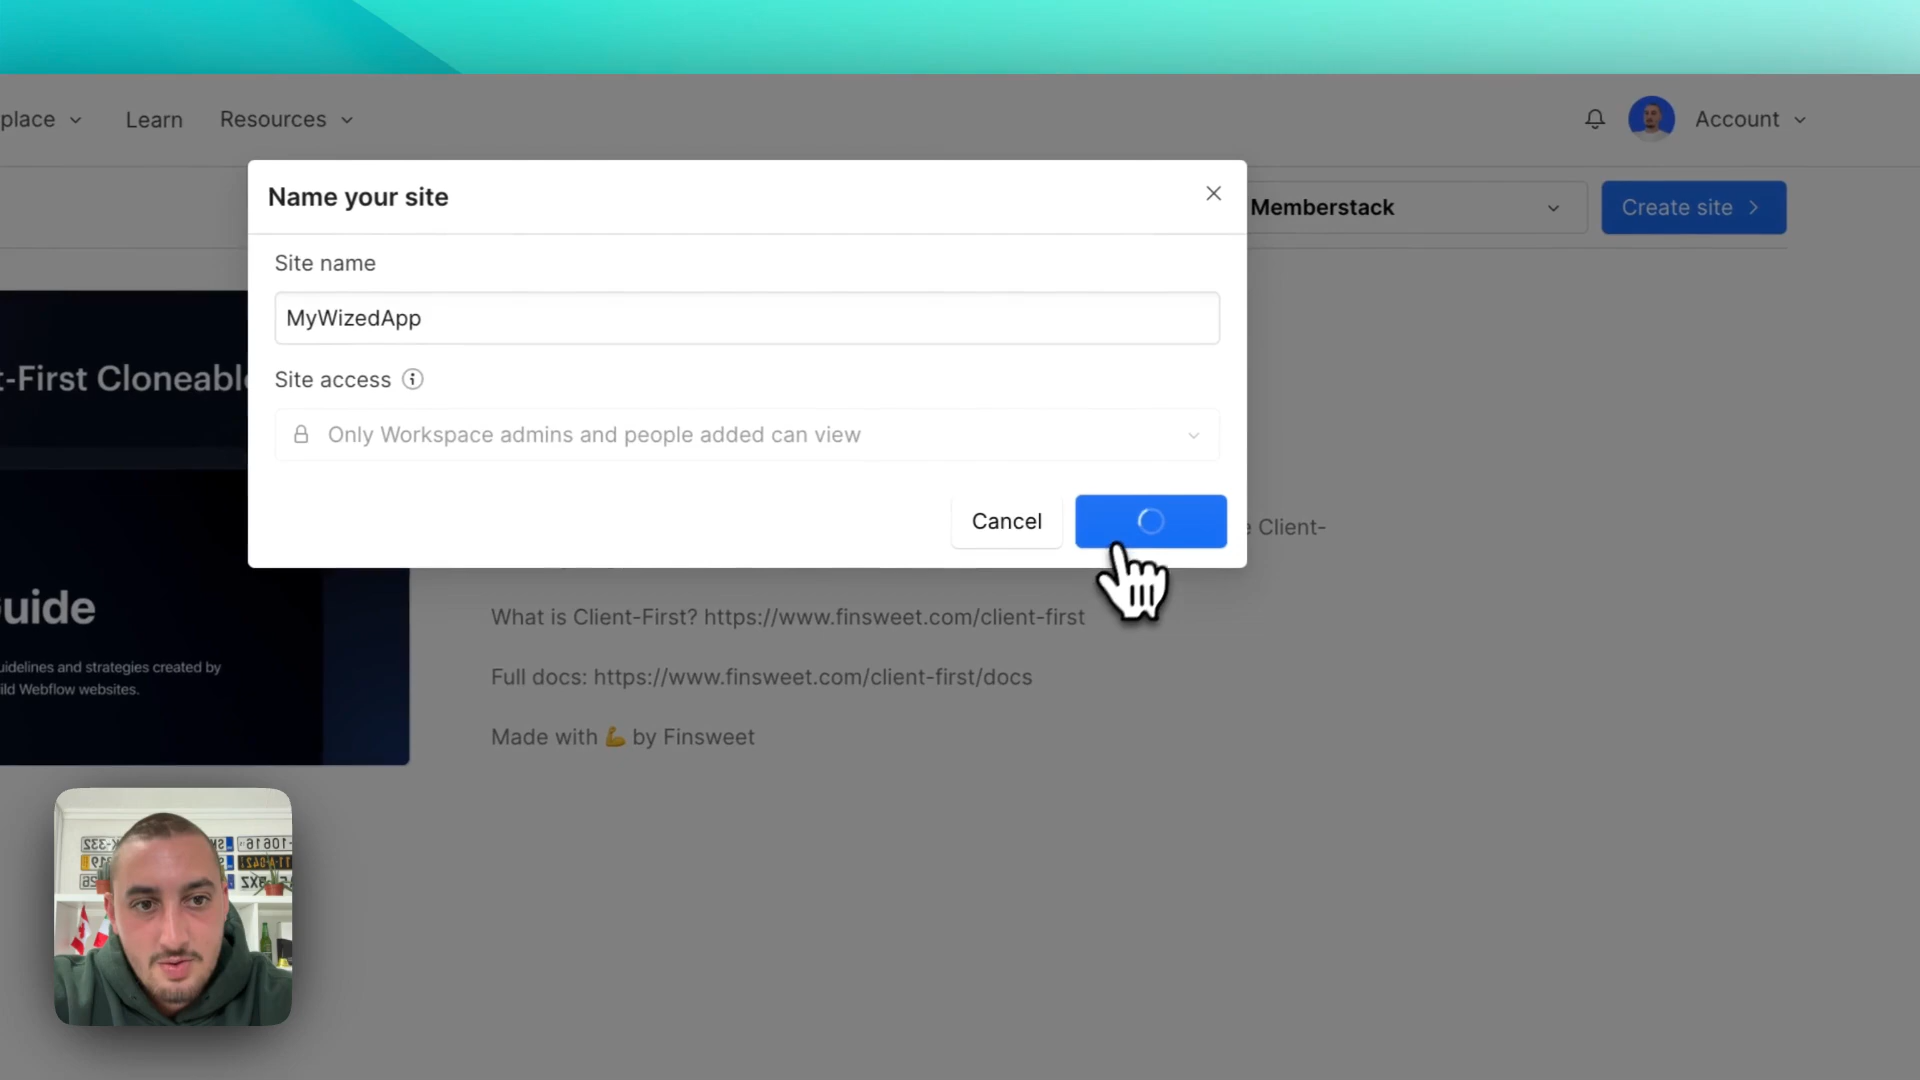 place
Learn
Resources
Account
Name your site
Memberstack
Create site
Site name
MyWizedApp
Site access
Only Workspace admins and people added can view
Cancel
t-First Cloneable
e Client-
uide
uidelines and strategies created by
ild Webflow websites.
What is Client-First? https://www.finsweet.com/client-first
Full docs: https://www.finsweet.com/client-first/docs
Made with 💪 by Finsweet